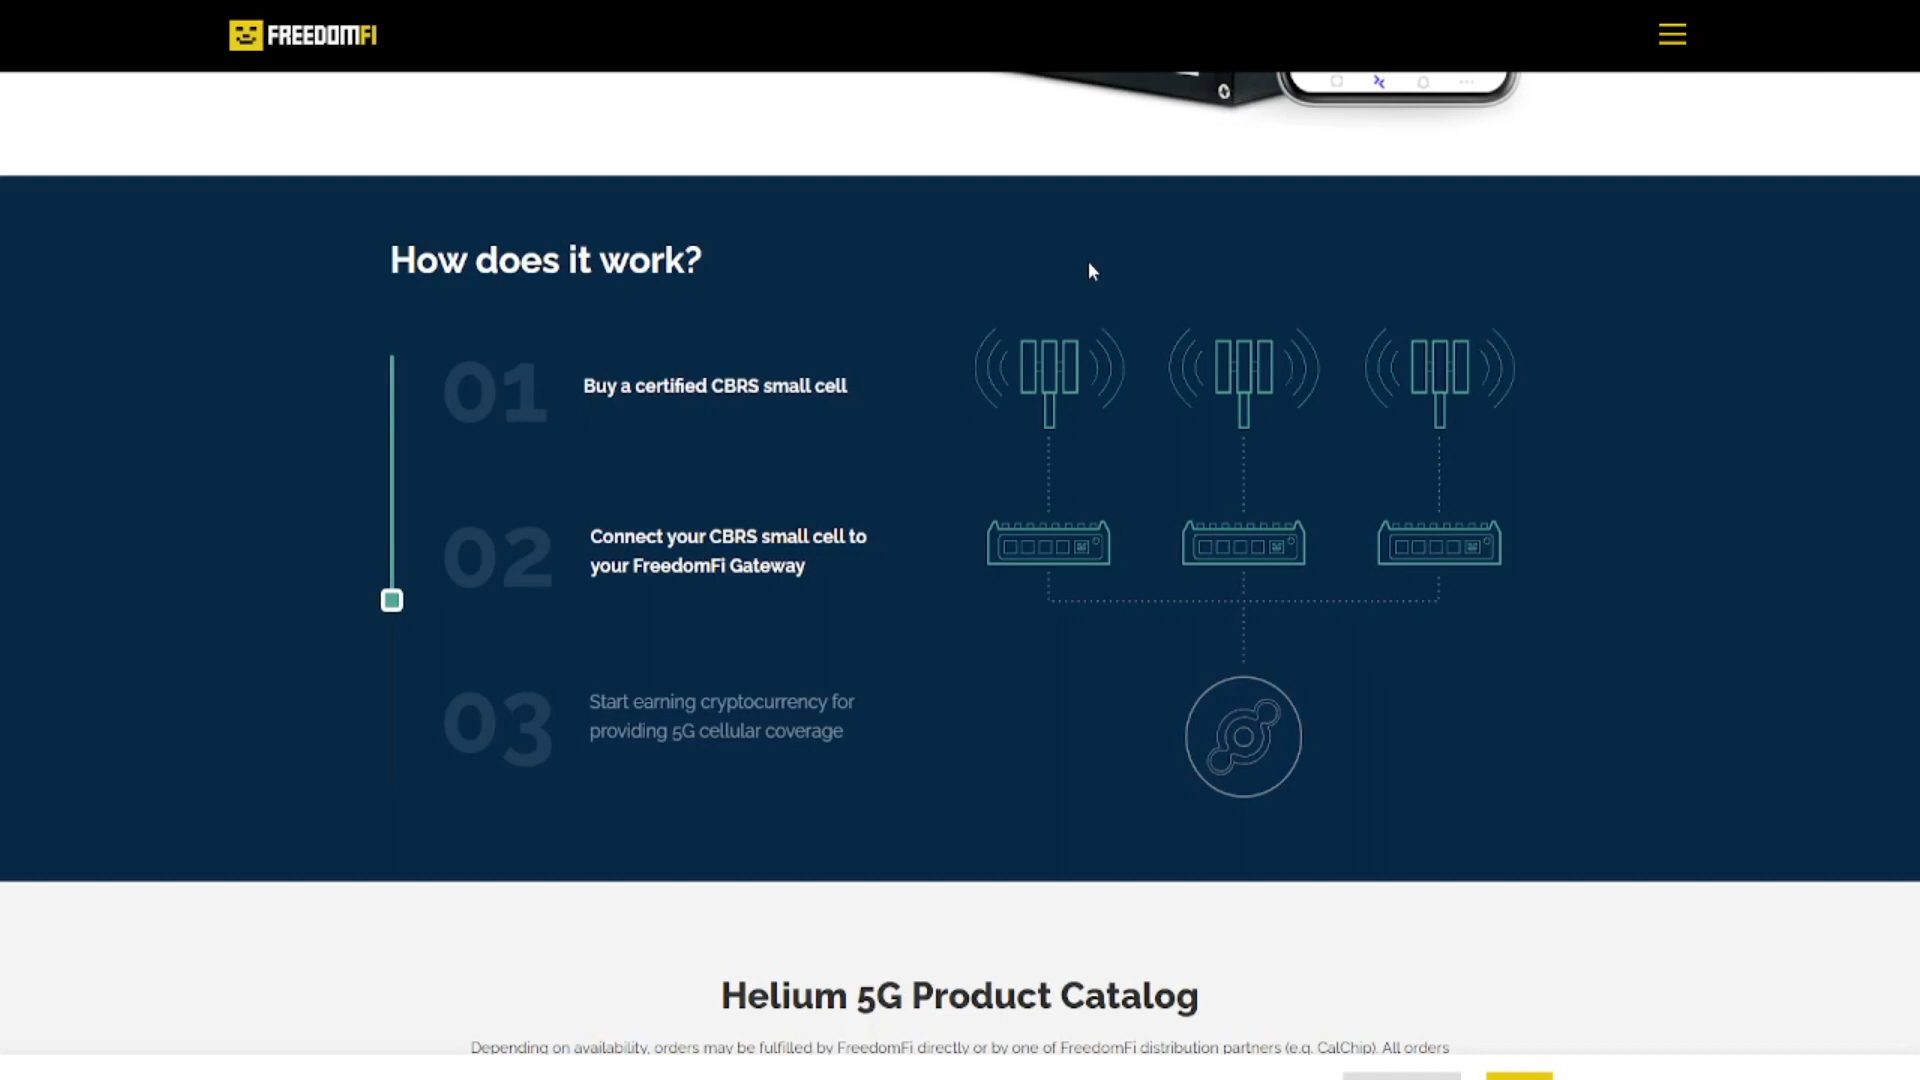 FREEDOMFI
How does it work?
01
Buy a certified CBRS small cell
02
Connect your CBRS small cell to
your FreedomFi Gateway
03
Start earning cryptocurrency for
providing 5G cellular coverage
Helium 5G Product Catalog
Depending on availability, orders may be fulfilled by FreedomFi directly or by one of FreedomFi distribution partners (e.g. CalChip). All orders